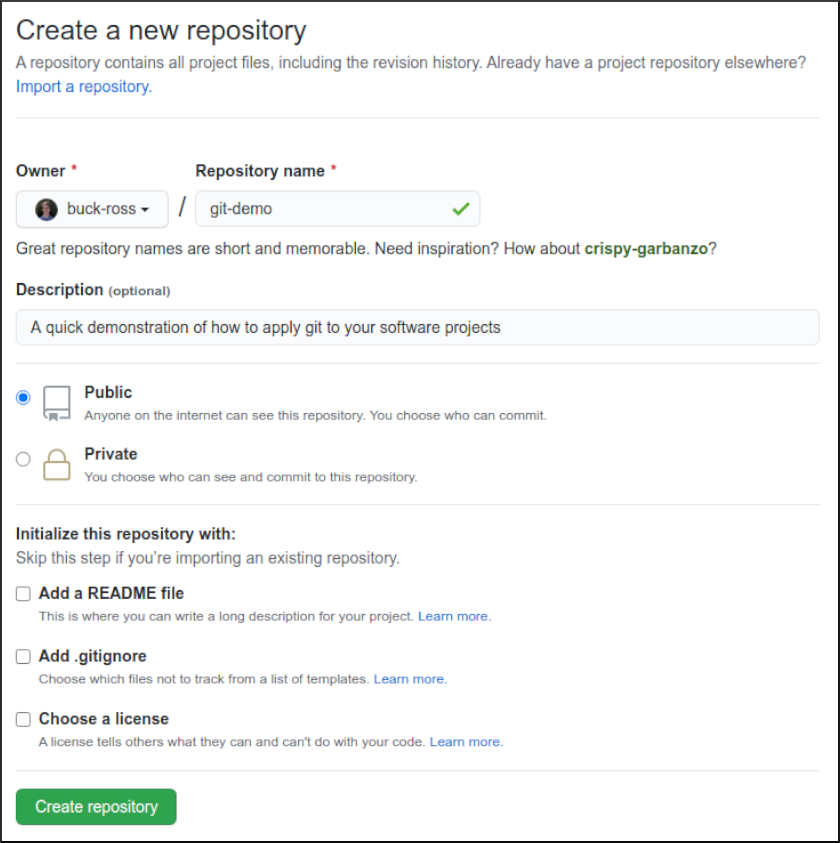 Create a new repository
A repository contains all project files, including the revision history. Already have a project repository elsewhere?
Import a repository.
Owner * Repository name *
buck-ross / git-demo
Great repository names are short and memorable. Need inspiration? How about crispy-garbanzo?
Description (optional)
A quick demonstration of how to apply git to your software projects
Public
Anyone on the internet can see this repository. You choose who can commit.
Private
You choose who can see and commit to this repository.
Initialize this repository with:
Skip this step if you’re importing an existing repository.
Add a README file
This is where you can write a long description for your project. Learn more.
Add .gitignore
Choose which files not to track from a list of templates. Learn more.
Choose a license
A license tells others what they can and can't do with your code. Learn more.
Create repository